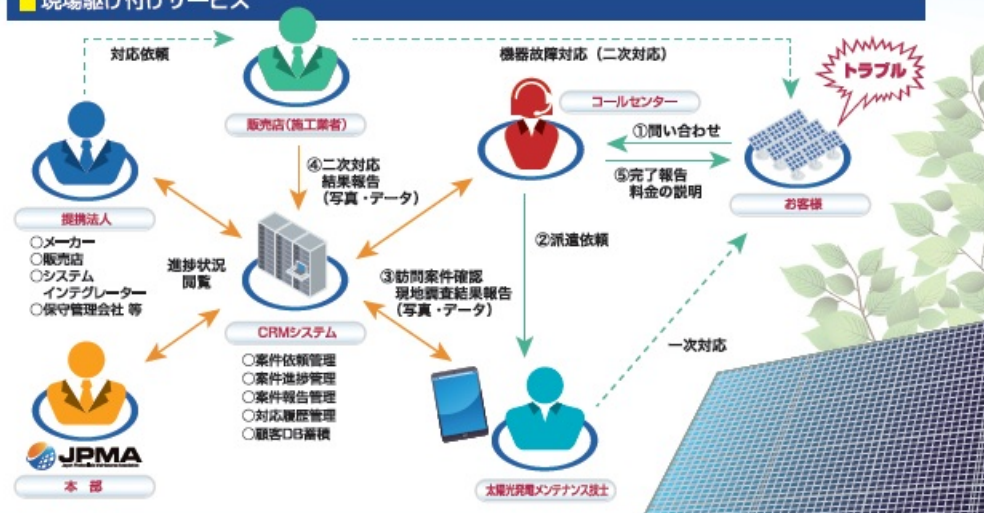 現場駆け付けサービス
対応依頼
機器故障対応（二次対応）
トラブル
販売店（施工業者）
コールセンター
①問い合わせ
⑤完了報告
料金の説明
お客様
④二次対応
結果報告
（写真・データ）
提携法人
○メーカー
○販売店
○システム
インテグレーター
○保守管理会社 等
進捗状況
閲覧
②派遣依頼
③訪問案件確認
現地調査結果報告
（写真・データ）
CRMシステム
○案件依頼管理
○案件進捗管理
○案件報告管理
○対応履歴管理
○顧客DB蓄積
一次対応
JPMA
本 部
太陽光発電メンテナンス技士